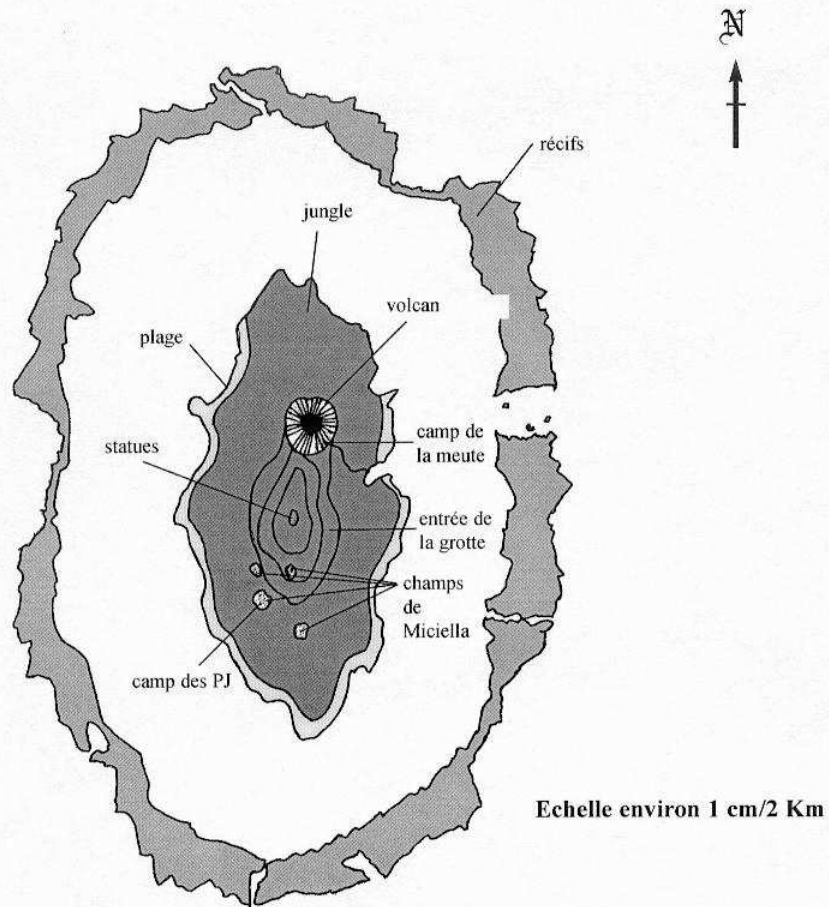 N
récifs
jungle
volcan
plage
camp de
la meute
statues
entrée de
la grotte
champs
de
Miciella
camp des PJ
Echelle environ 1 cm/2 Km